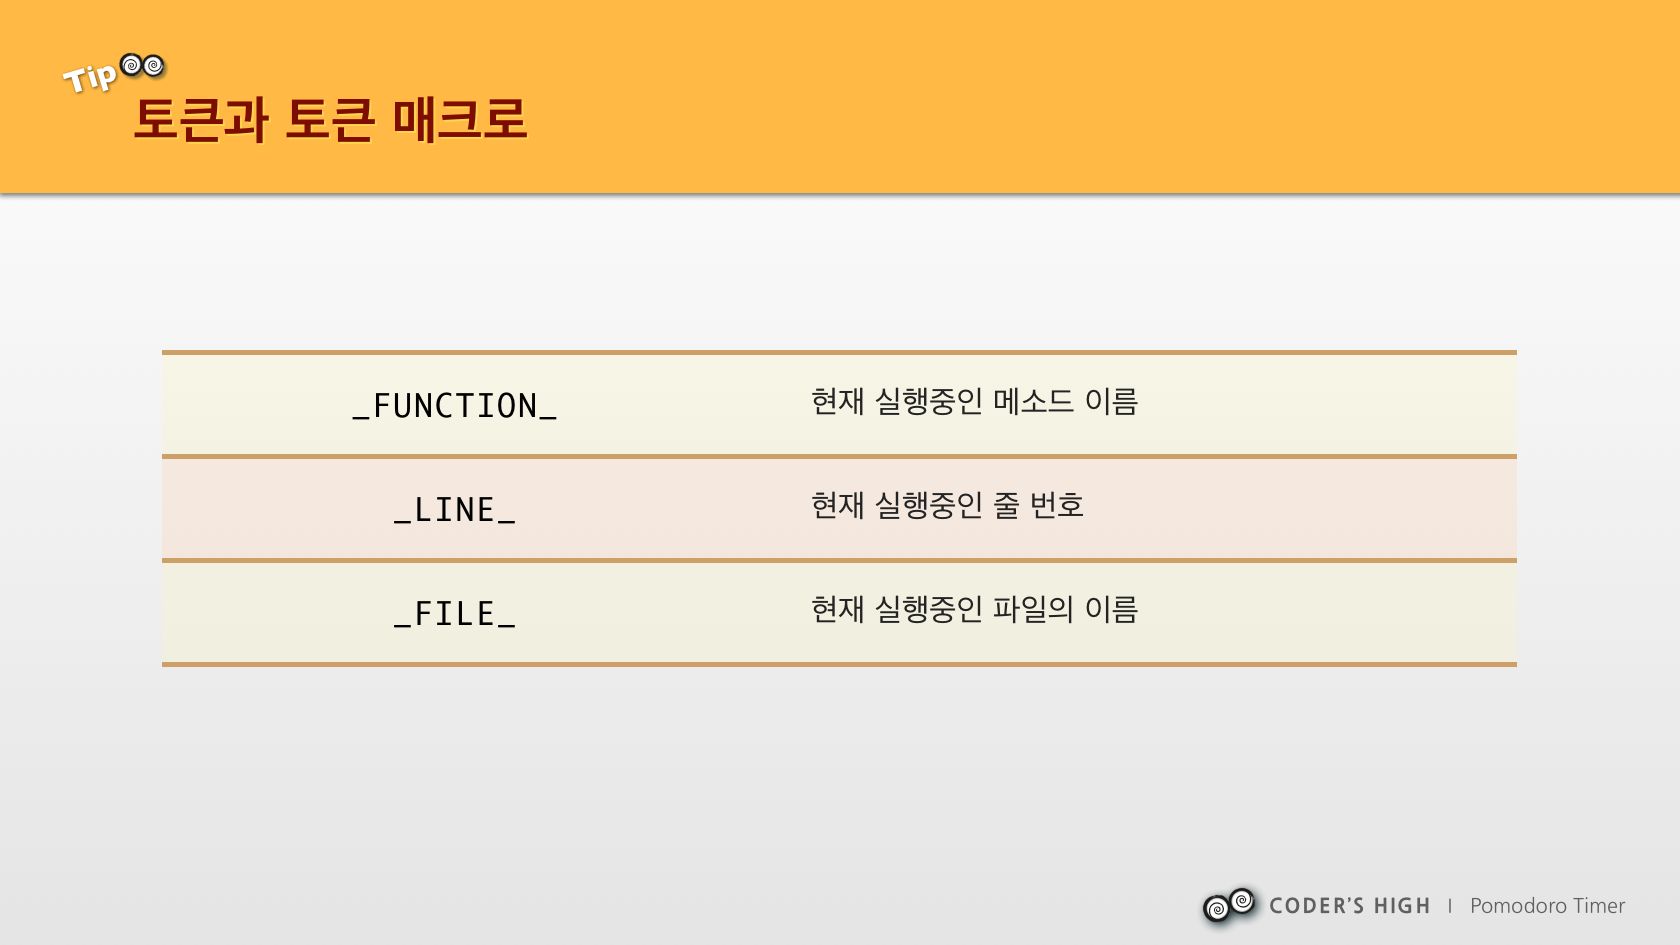 Tip
토큰과 토큰 매크로
_FUNCTION_ 현재 실행중인 메소드 이름
_LINE_ 현재 실행중인 줄 번호
_FILE_ 현재 실행중인 파일의 이름
CODER'S HIGH | Pomodoro Timer